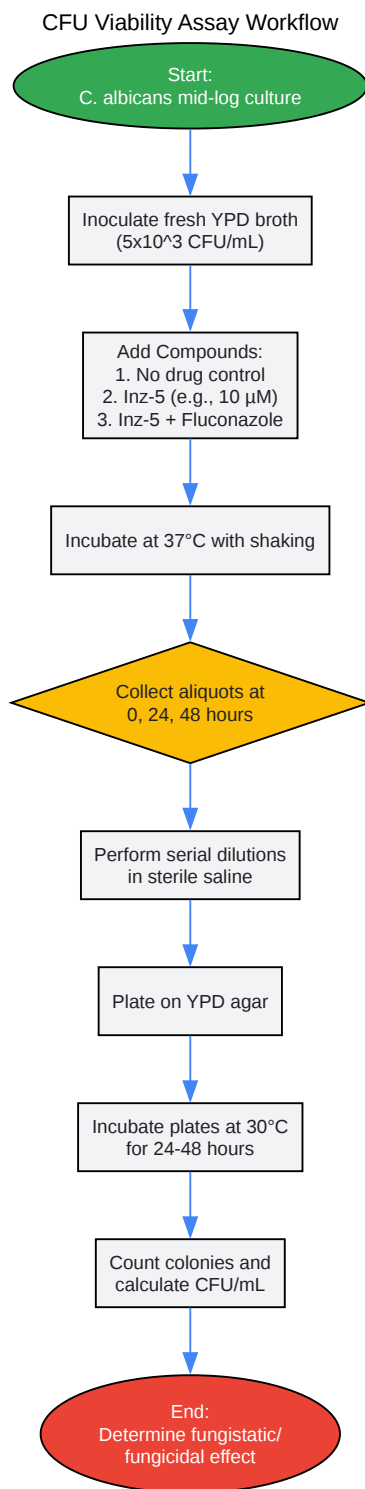 CFU Viability Assay Workflow
Start:
C. albicans mid-log culture
Inoculate fresh YPD broth
(5x10^3 CFU/mL)
Add Compounds:
1. No drug control
2. Inz-5 (e.g., 10 µM)
3. Inz-5 + Fluconazole
Incubate at 37°C with shaking
Collect aliquots at
0, 24, 48 hours
Perform serial dilutions
in sterile saline
Plate on YPD agar
Incubate plates at 30°C
for 24-48 hours
Count colonies and
calculate CFU/mL
End:
Determine fungistatic/
fungicidal effect